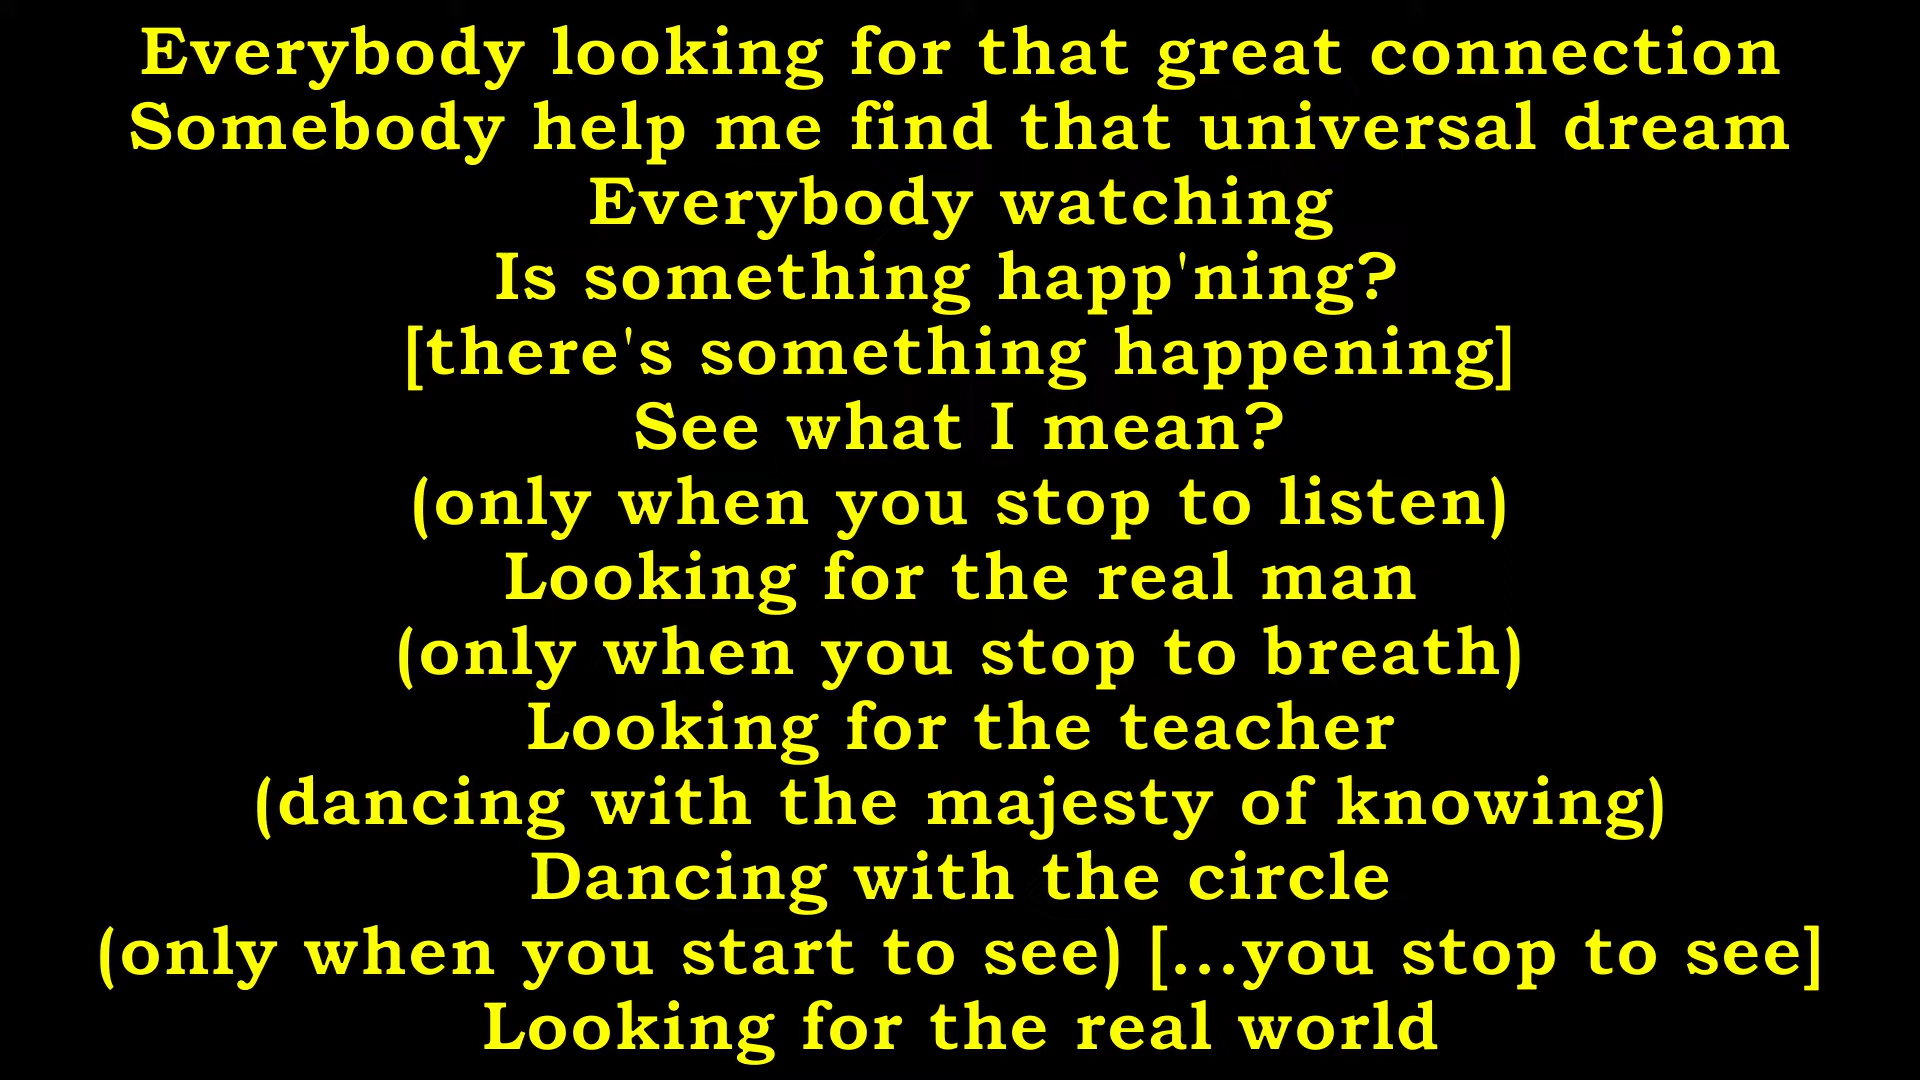 Everybody looking for that great connection
Somebody help me find that universal dream
Everybody watching
Is something happ'ning?
[there's something happening]
See what I mean?
(only when you stop to listen)
Looking for the real man
(only when you stop to breath)
Looking for the teacher
(dancing with the majesty of knowing)
Dancing with the circle
(only when you start to see) [...you stop to see]
Looking for the real world